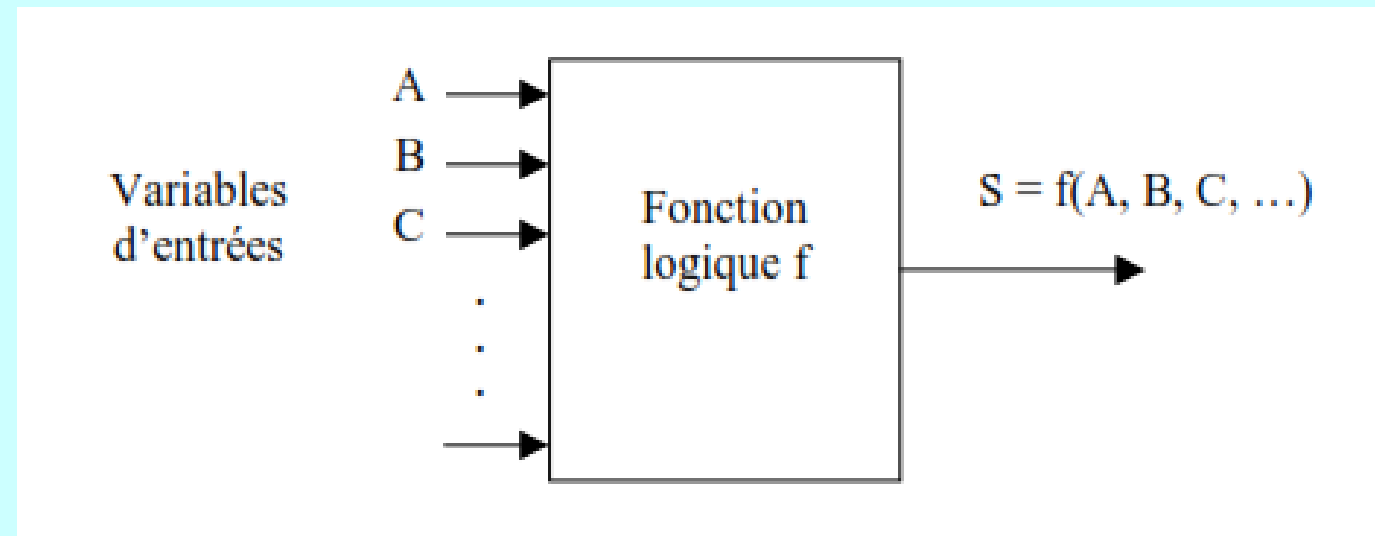 Variables
d’entrées
A
B
C
.
.
.
Fonction
logique f
S = f(A, B, C, …)